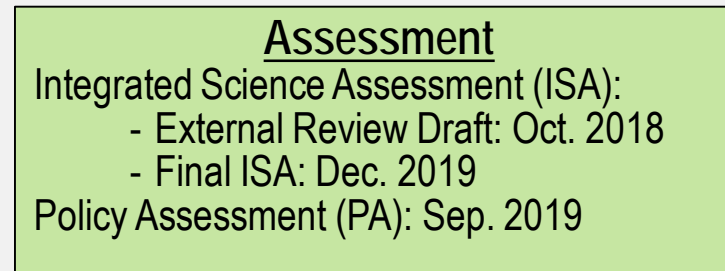 Assessment
Integrated Science Assessment (ISA):
- External Review Draft: Oct. 2018
- Final ISA: Dec. 2019
Policy Assessment (PA): Sep. 2019